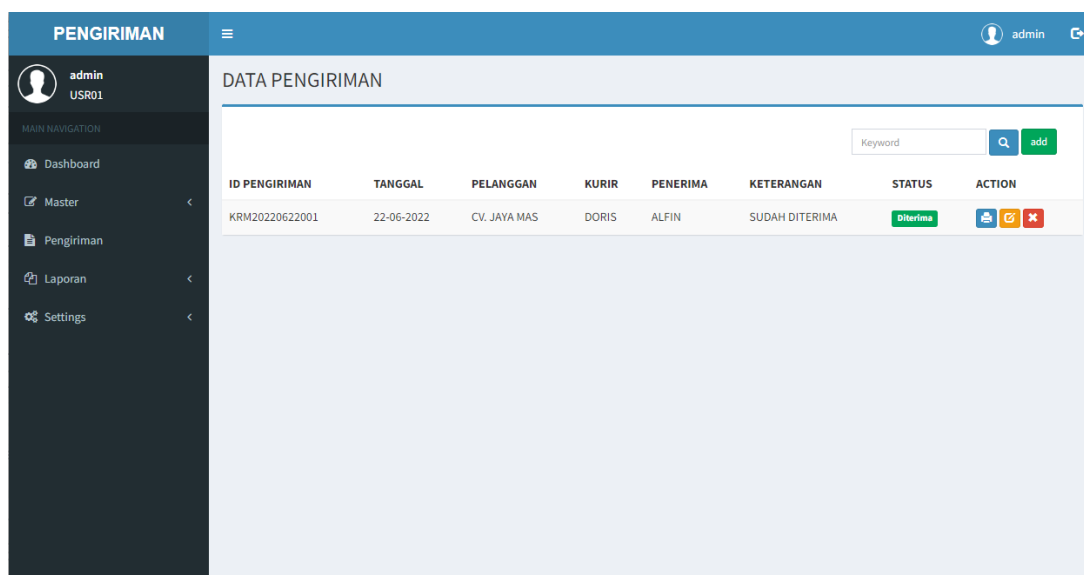 PENGIRIMAN
admin
admin
USR01
DATA PENGIRIMAN
MAIN NAVIGATION
Keyword
add
Dashboard
Master
Pengiriman
Laporan
Settings
ID PENGIRIMAN TANGGAL PELANGGAN KURIR PENERIMA KETERANGAN STATUS ACTION
KRM20220622001 22-06-2022 CV. JAYA MAS DORIS ALFIN SUDAH DITERIMA Diterima